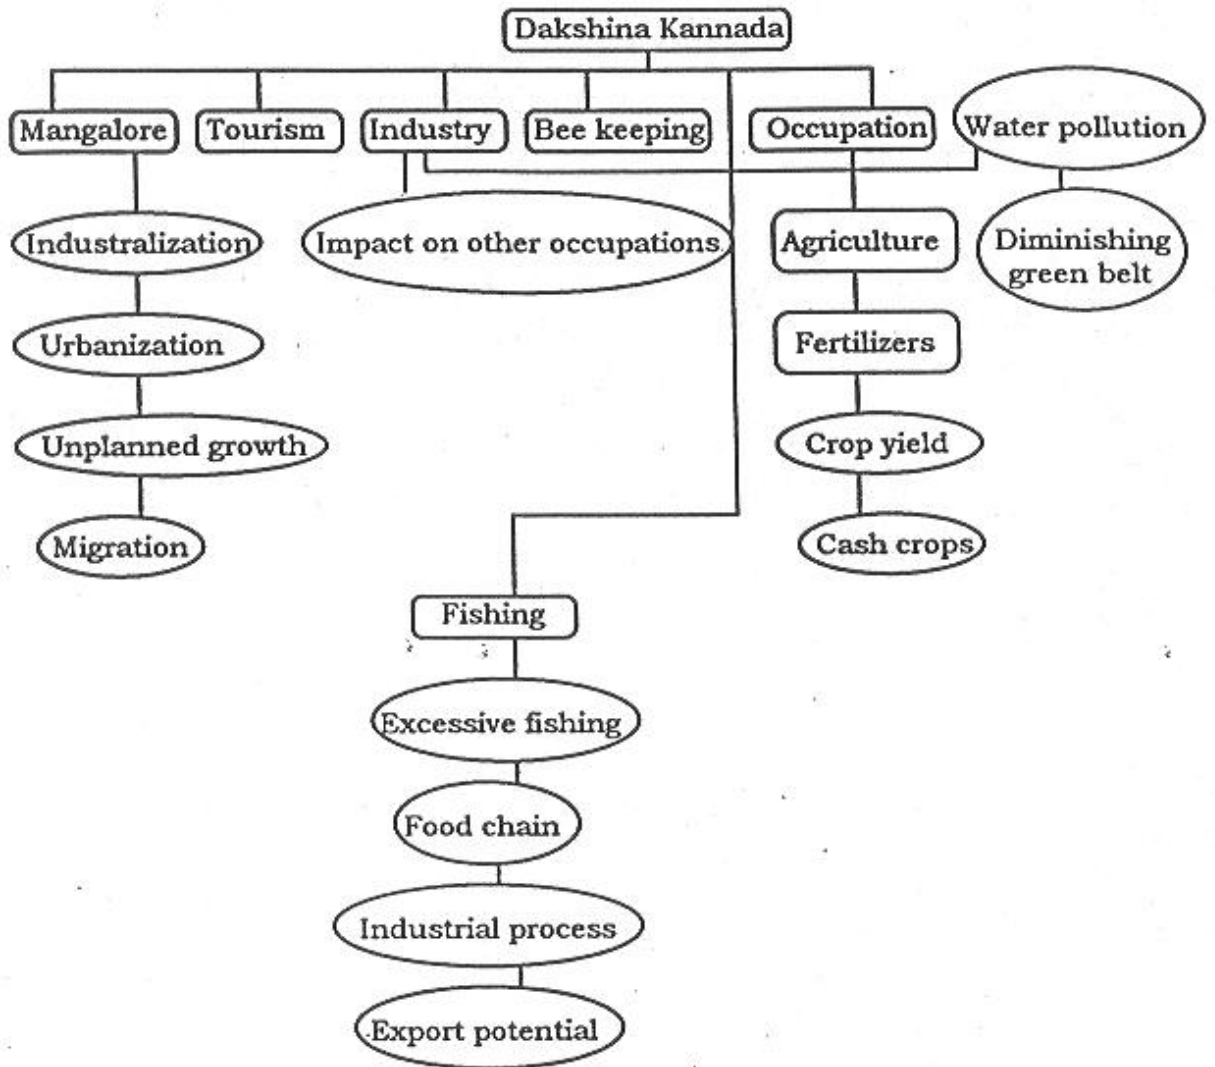 Dakshina Kannada
Mangalore
Tourism
Industry
Bee keeping
Occupation
Water pollution
Industralization
Impact on other occupations
Agriculture
Diminishing
green belt
Urbanization
Fertilizers
Unplanned growth
Crop yield
Migration
Cash crops
Fishing
Excessive fishing
Food chain
Industrial process
Export potential